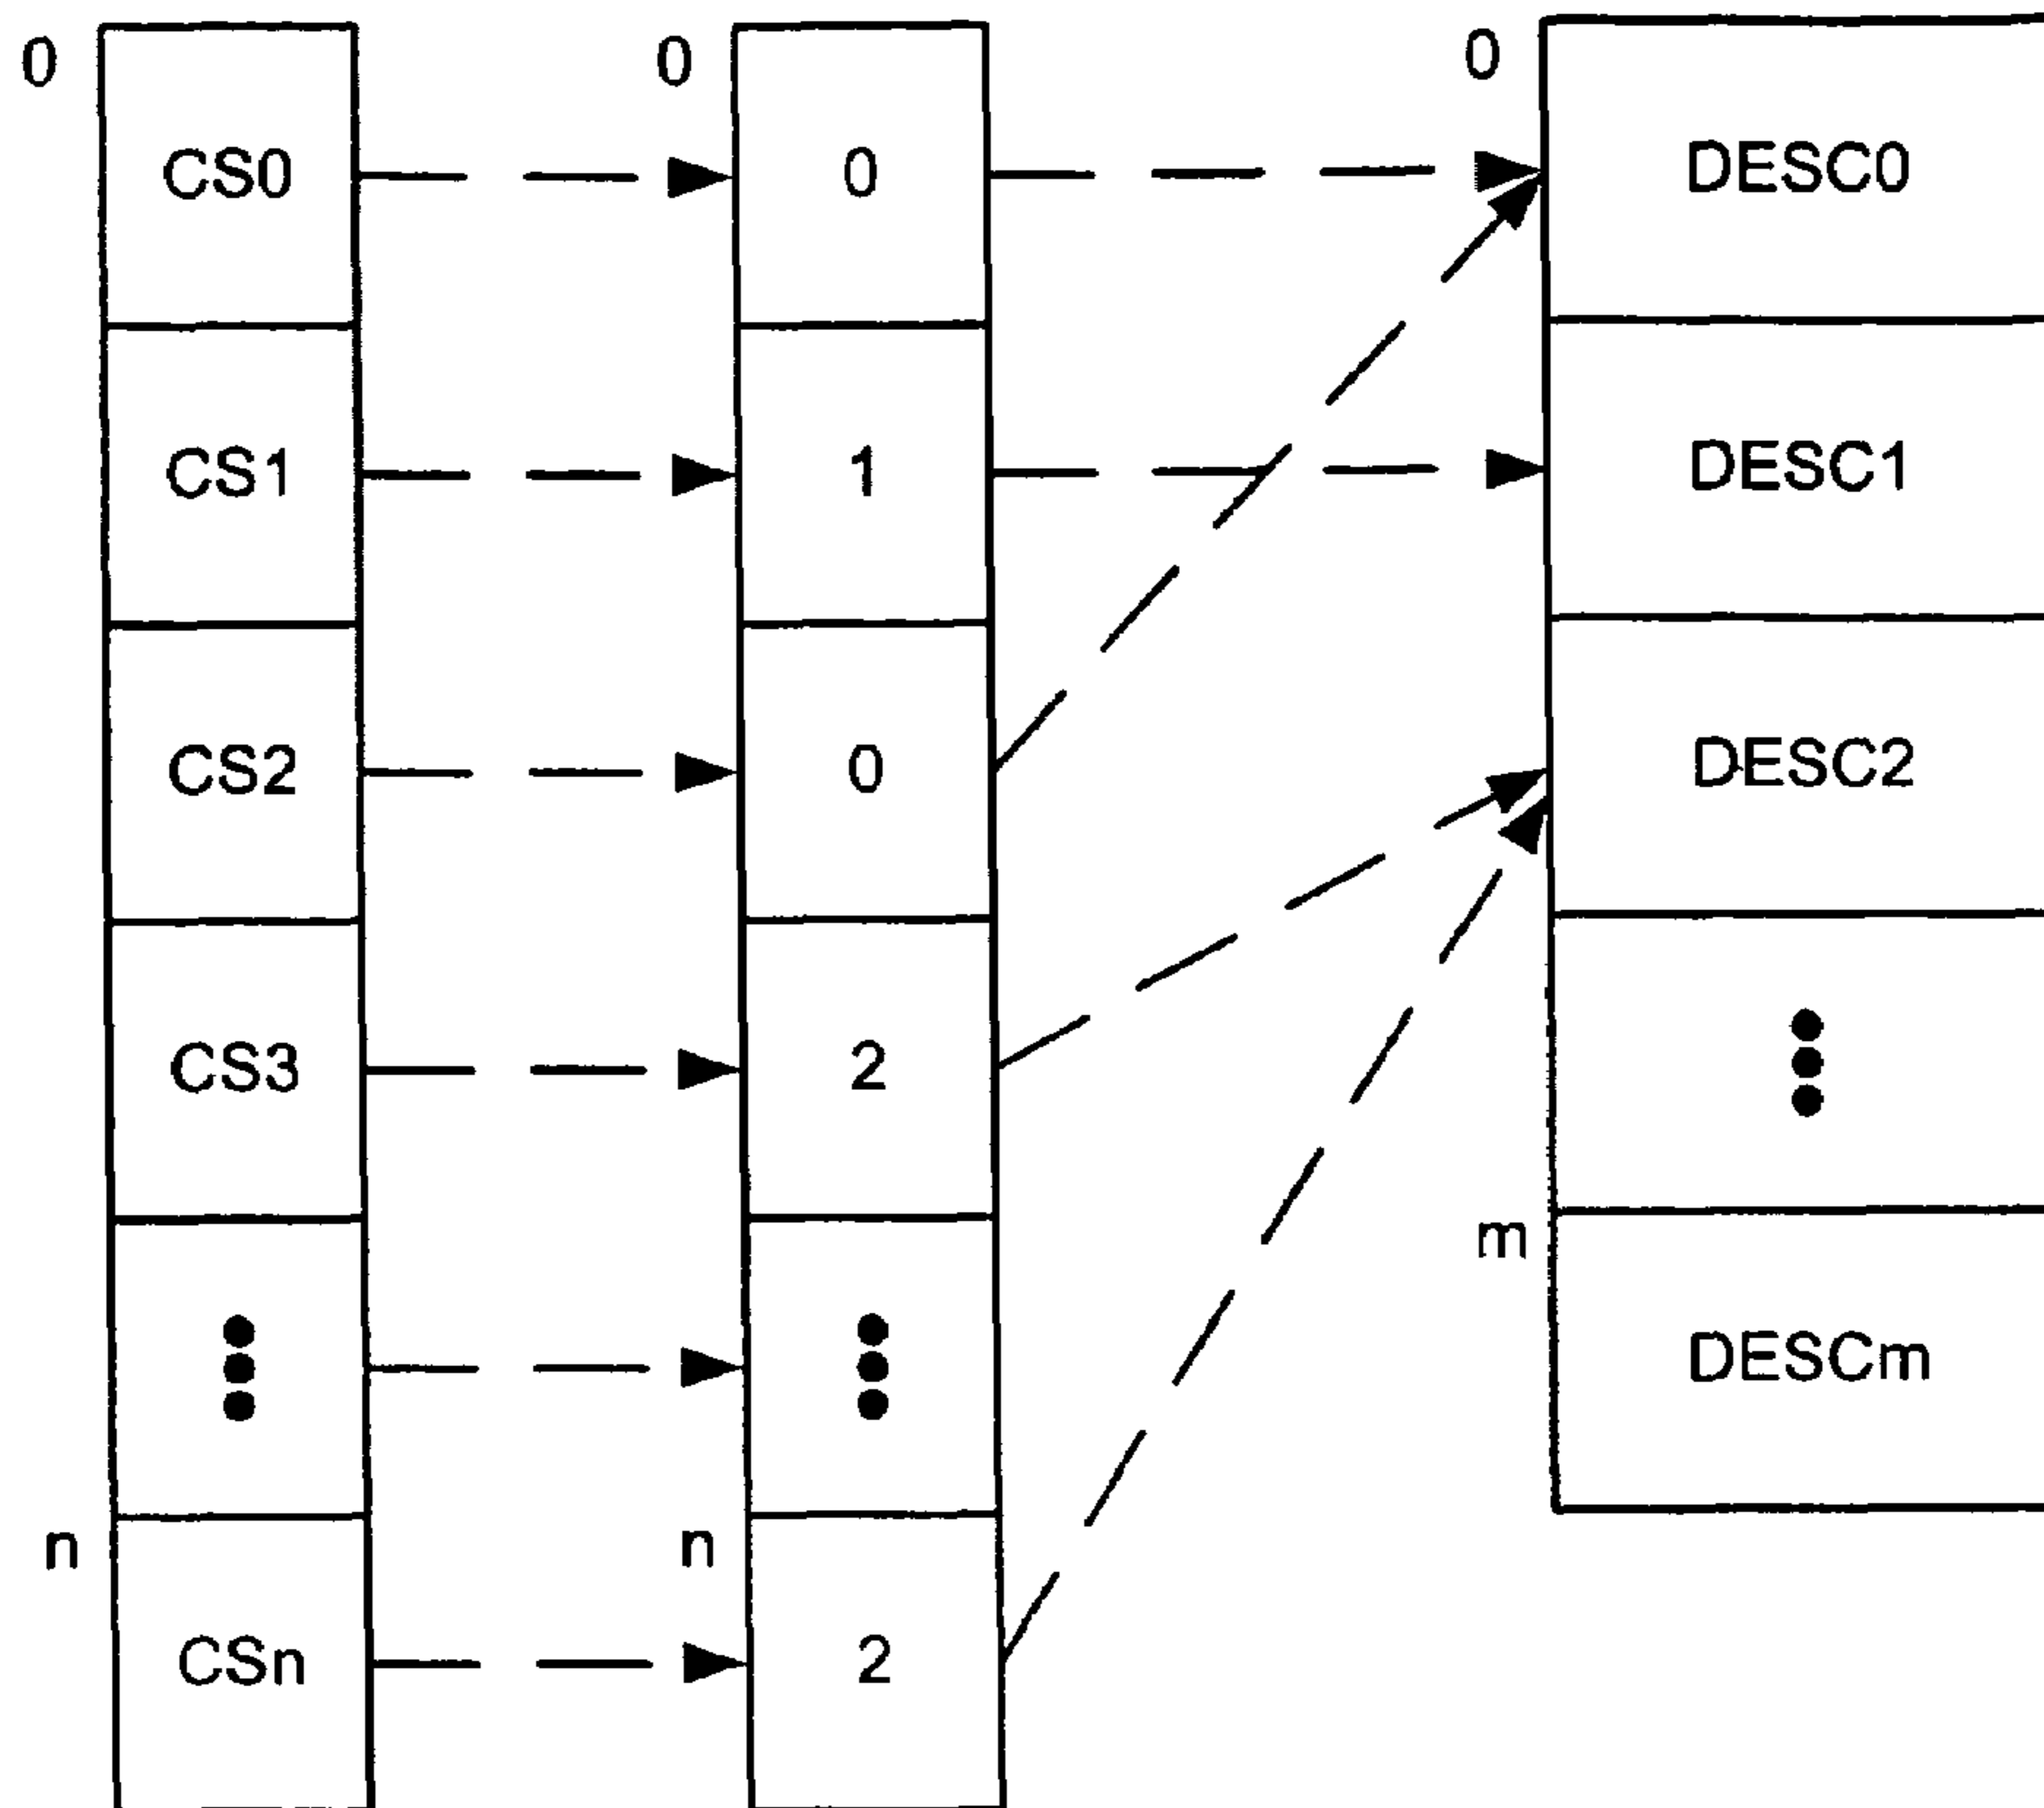 0 0 0
CS0 0 DESC0
CS1 1 DESC1
CS2 0 DESC2
CS3 2
m
DESCm
n n
CSn 2